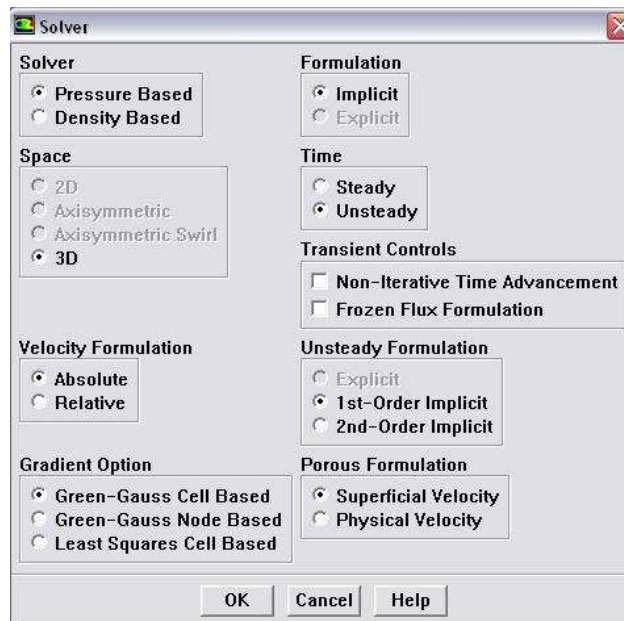 Solver
Solver
Pressure Based
Density Based
Formulation
Implicit
Explicit
Space
2D
Axisymmetric
Axisymmetric Swirl
3D
Time
Steady
Unsteady
Transient Controls
Non-Iterative Time Advancement
Frozen Flux Formulation
Velocity Formulation
Absolute
Relative
Unsteady Formulation
Explicit
1st-Order Implicit
2nd-Order Implicit
Gradient Option
Green-Gauss Cell Based
Green-Gauss Node Based
Least Squares Cell Based
Porous Formulation
Superficial Velocity
Physical Velocity
OK
Cancel
Help